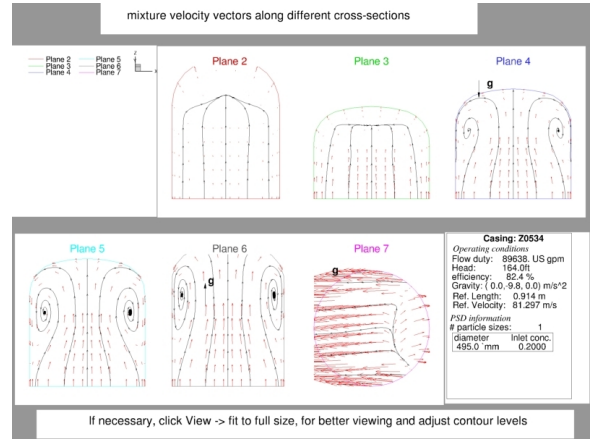 mixture velocity vectors along different cross-sections
Plane 2 Plane 5
Plane 3 Plane 6
Plane 4 Plane 7
z
x
Plane 2
Plane 3
Plane 4
g
Plane 5
Plane 6
g
Plane 7
g
Casing: Z0534
Operating conditions
Flow duty: 89638. US gpm
Head: 164.0ft
efficiency: 82.4 %
Gravity: ( 0.0,-9.8, 0.0) m/s^2
Ref. Length: 0.914 m
Ref. Velocity: 81.297 m/s
PSD information
# particle sizes: 1
diameter Inlet conc.
495.0 `mm 0.2000
If necessary, click View -> fit to full size, for better viewing and adjust contour levels